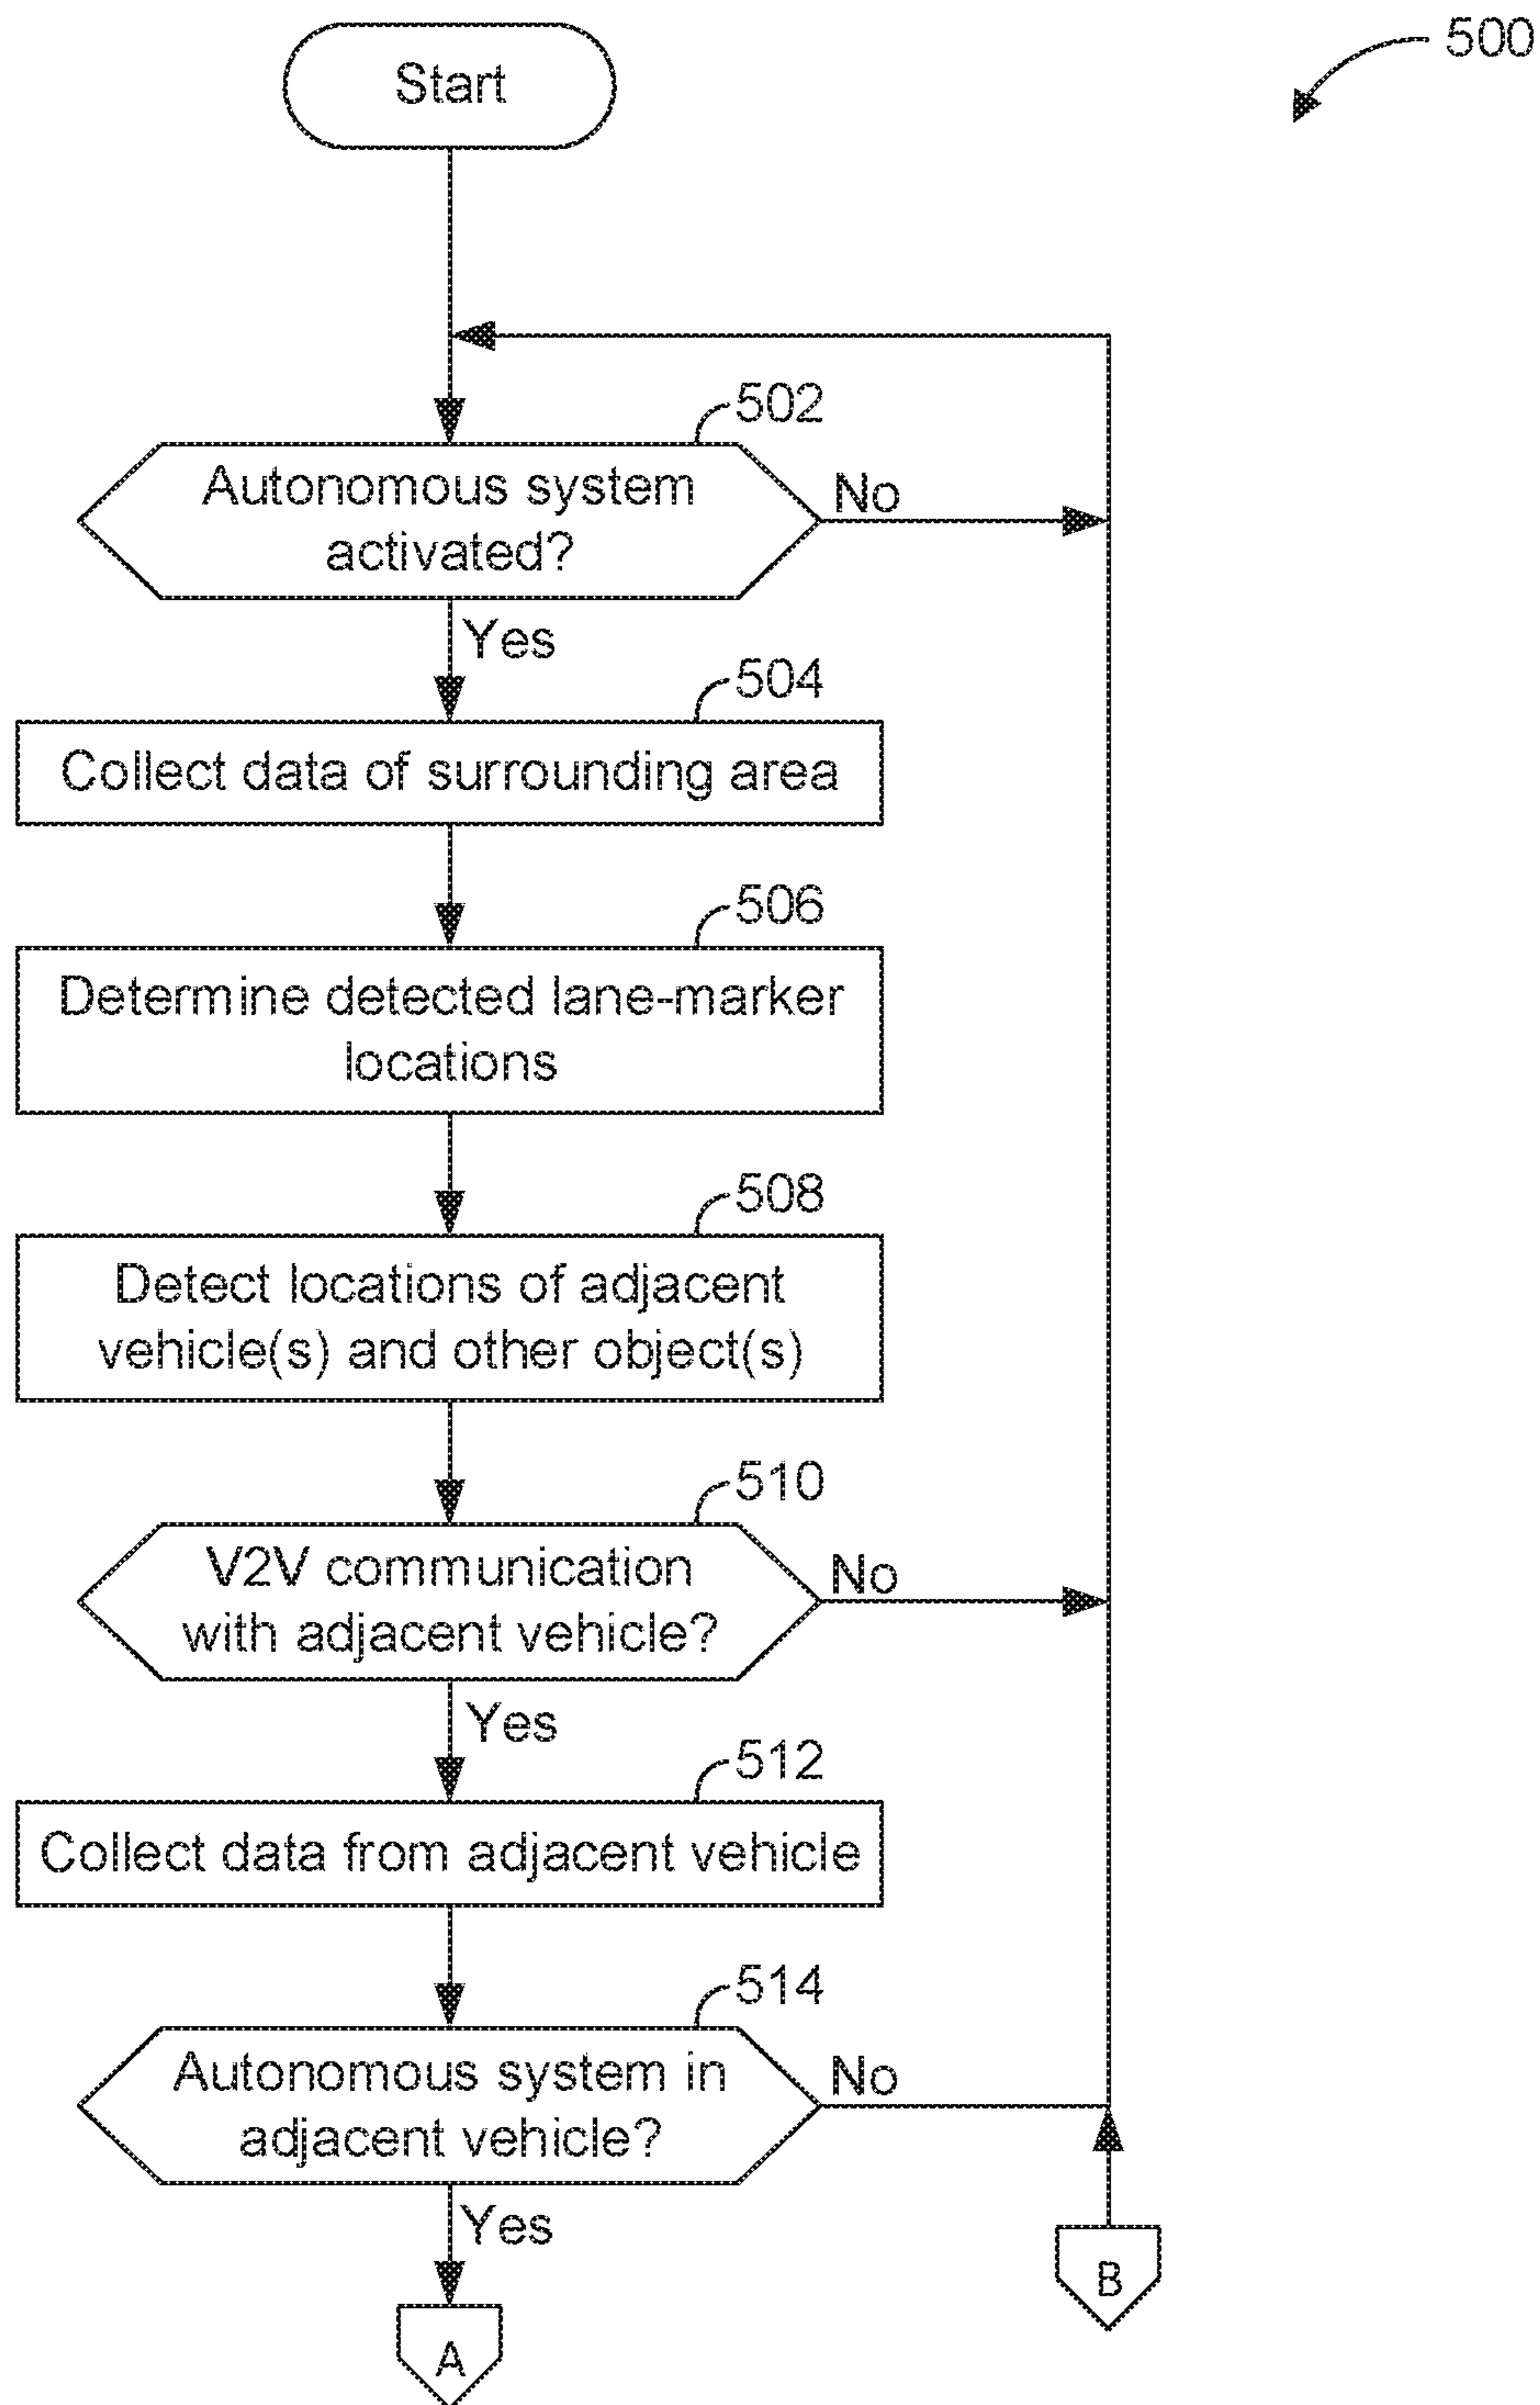 500
Start
502
Autonomous system
activated?
No
Yes
504
Collect data of surrounding area
506
Determine detected lane-marker
locations
508
Detect locations of adjacent
vehicle(s) and other object(s)
510
V2V communication
with adjacent vehicle?
No
Yes
512
Collect data from adjacent vehicle
514
Autonomous system in
adjacent vehicle?
No
Yes
B
A